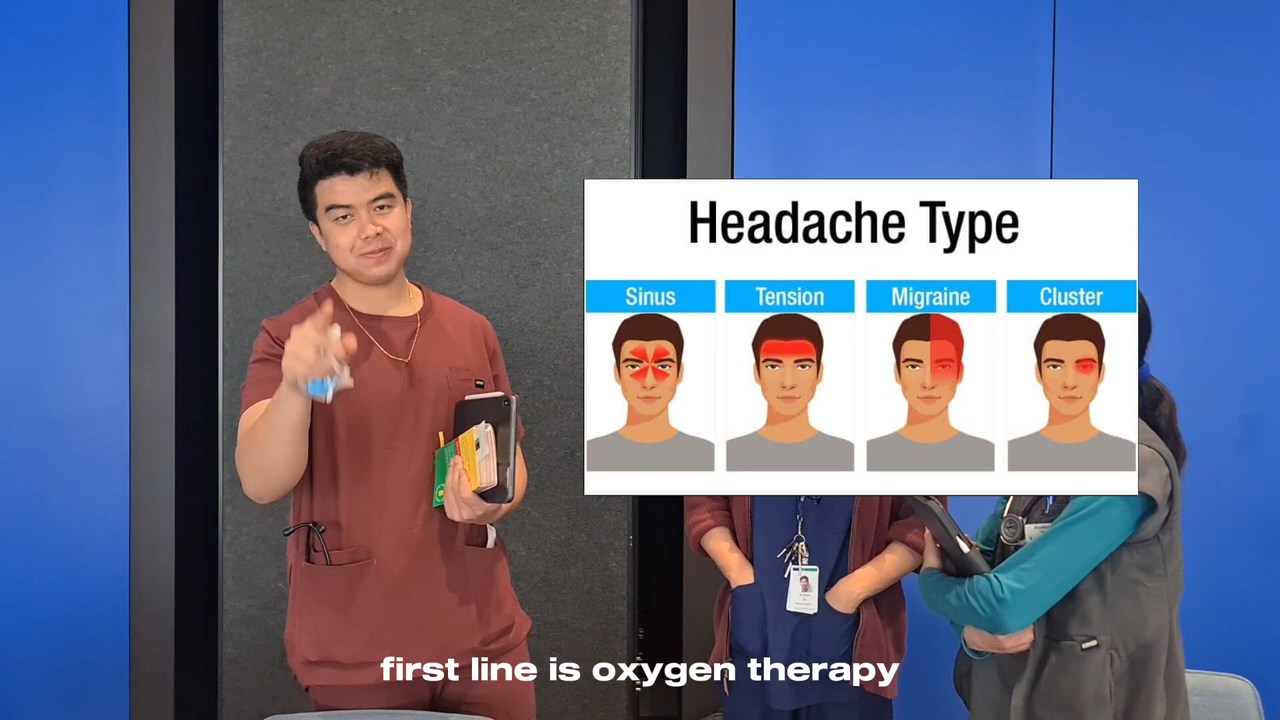 Headache Type
Sinus
Tension
Migraine
Cluster
first line is oxygen therapy